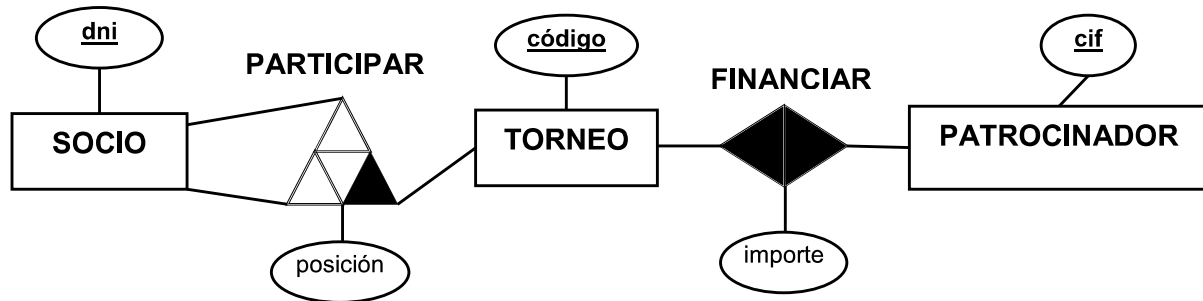 dni
código
cif
PARTICIPAR
FINANCIAR
SOCIO
TORNEO
PATROCINADOR
posición
importe